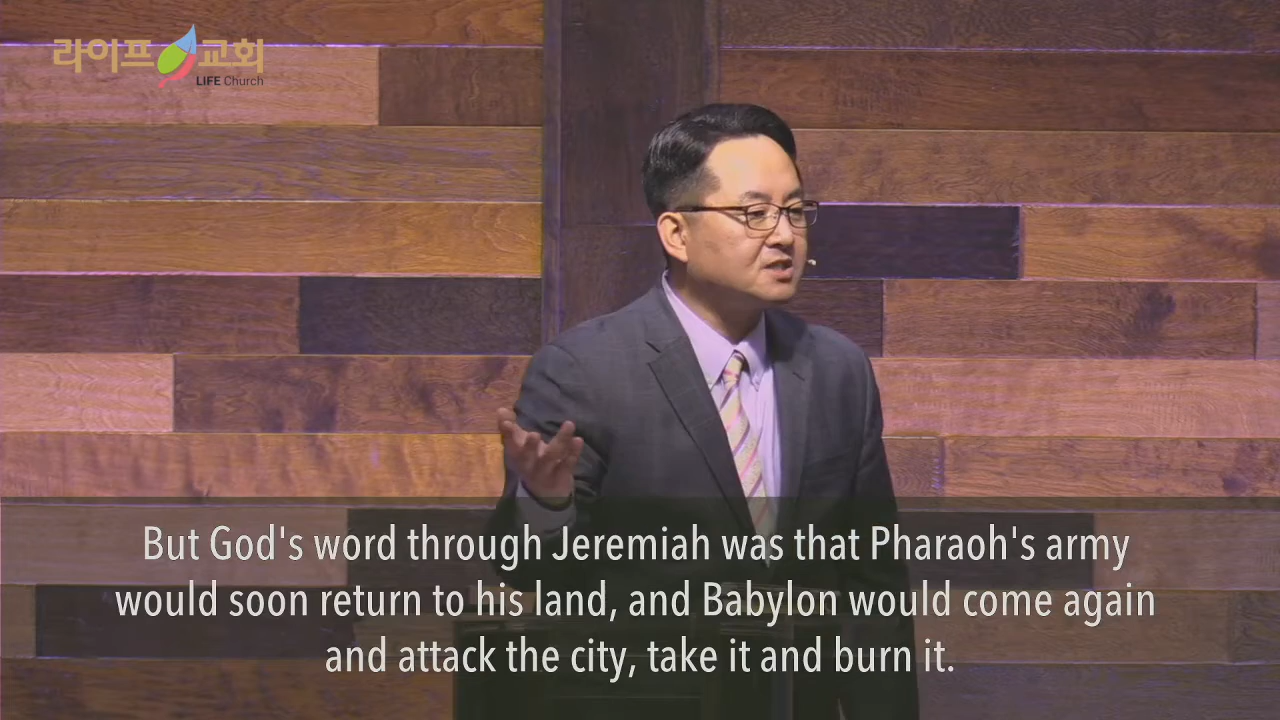 라이프 교회
LIFE Church
But God's word through Jeremiah was that Pharaoh's army
would soon return to his land, and Babylon would come again
and attack the city, take it and burn it.